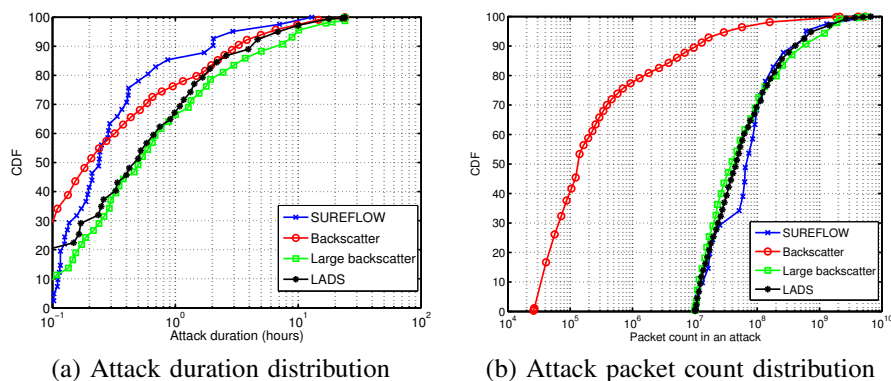 100
90
80
70
60
50
40
30
20
10
0
CDF
10^-1
10^0
10^1
10^2
Attack duration (hours)
SUREFLOW
Backscatter
Large backscatter
LADS
(a) Attack duration distribution
100
90
80
70
60
50
40
30
20
10
0
CDF
10^4
10^5
10^6
10^7
10^8
10^9
10^10
Packet count in an attack
SUREFLOW
Backscatter
Large backscatter
LADS
(b) Attack packet count distribution